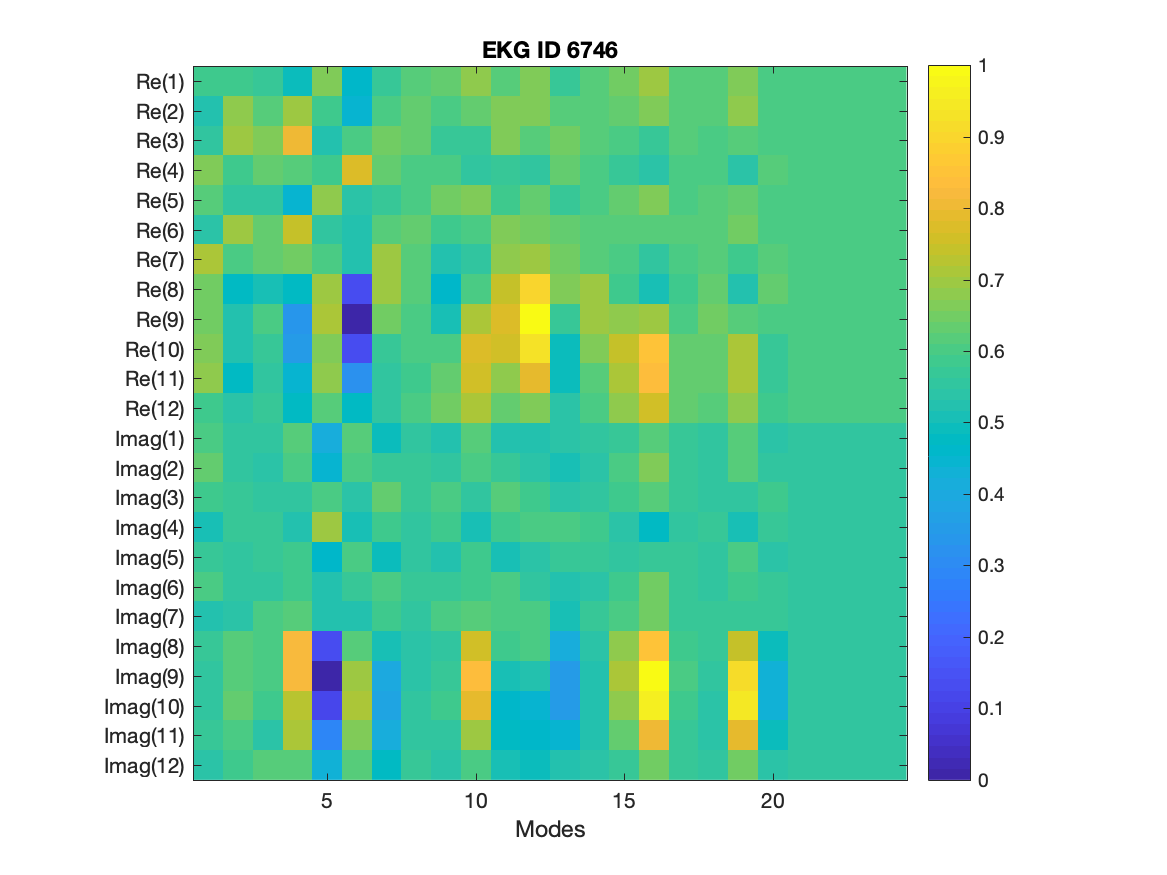 EKG ID 6746
Re(1)
Re(2)
Re(3)
Re(4)
Re(5)
Re(6)
Re(7)
Re(8)
Re(9)
Re(10)
Re(11)
Re(12)
Imag(1)
Imag(2)
Imag(3)
Imag(4)
Imag(5)
Imag(6)
Imag(7)
Imag(8)
Imag(9)
Imag(10)
Imag(11)
Imag(12)
5 10 15 20
Modes
1
0.9
0.8
0.7
0.6
0.5
0.4
0.3
0.2
0.1
0